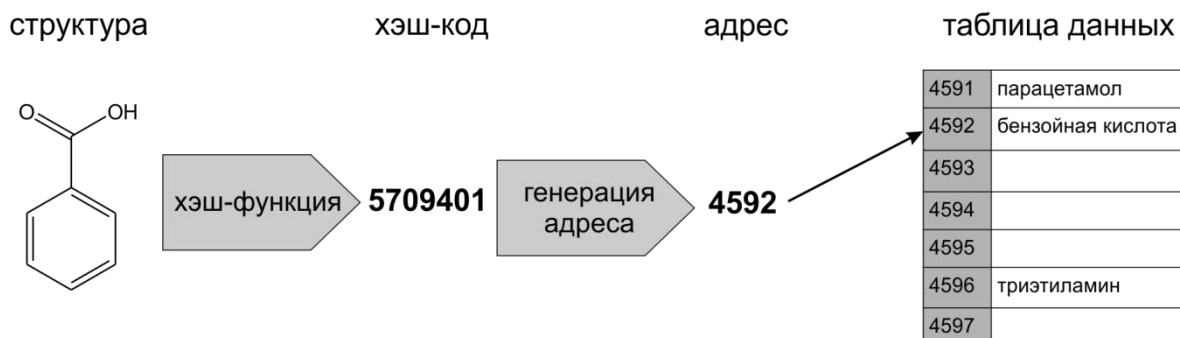 структура
хэш-код
адрес
таблица данных
O
OH
хэш-функция
5709401
генерация
адреса
4592
4591 парацетамол
4592 бензойная кислота
4593
4594
4595
4596 триэтиламин
4597